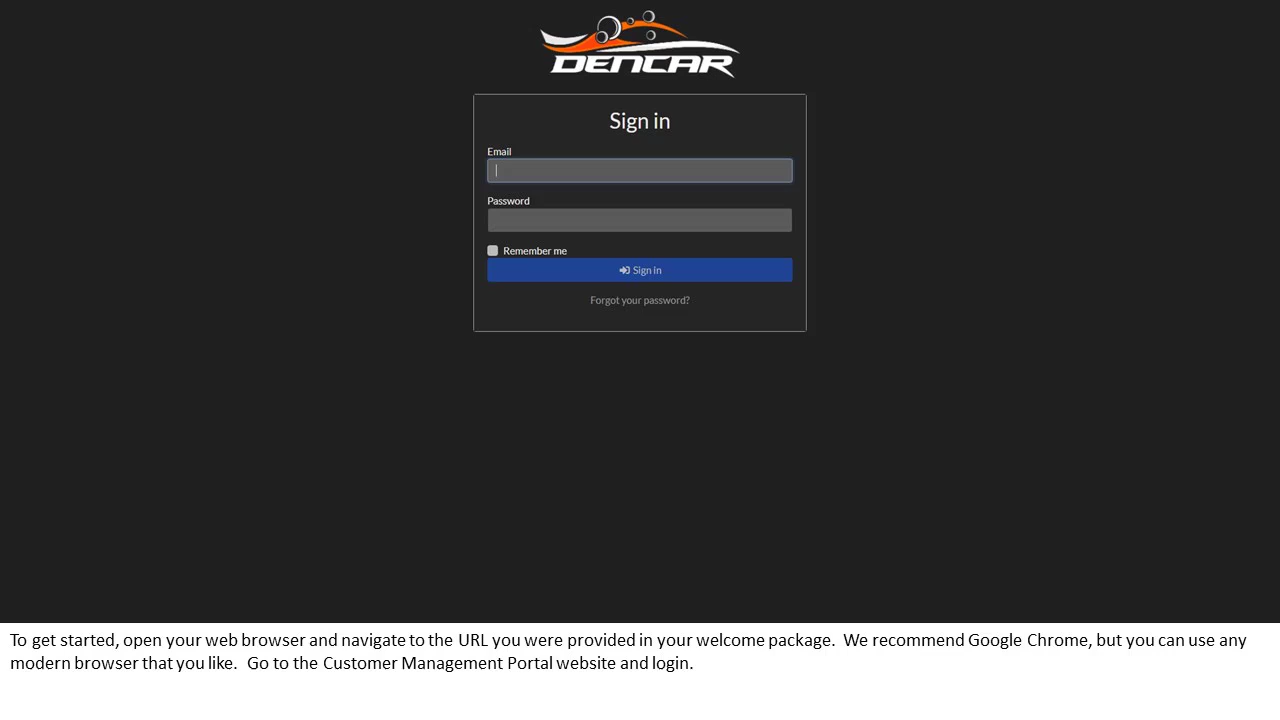 DENCAR
Sign in
Email
Password
Remember me
Sign in
Forgot your password?
To get started, open your web browser and navigate to the URL you were provided in your welcome package.  We recommend Google Chrome, but you can use any
modern browser that you like.  Go to the Customer Management Portal website and login.